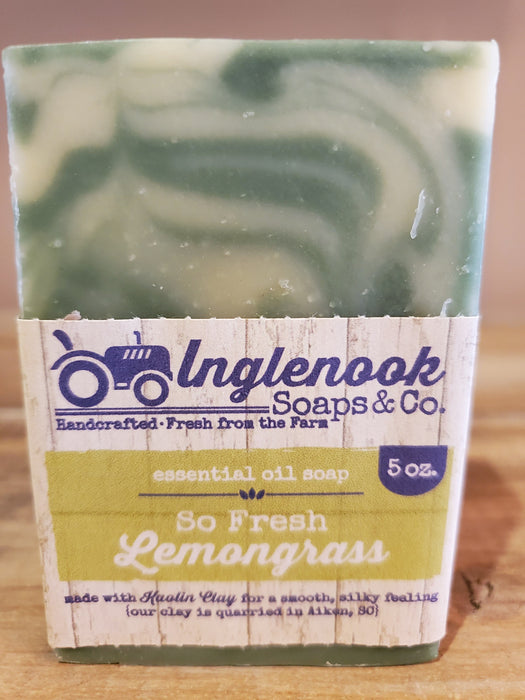 Inglenook
Soaps & Co.
Handcrafted·Fresh from the Farm
essential oil soap
5 oz.
So Fresh
Lemongrass
made with Kaolin Clay for a smooth, silky feeling
{our clay is quarried in Aiken, SC}